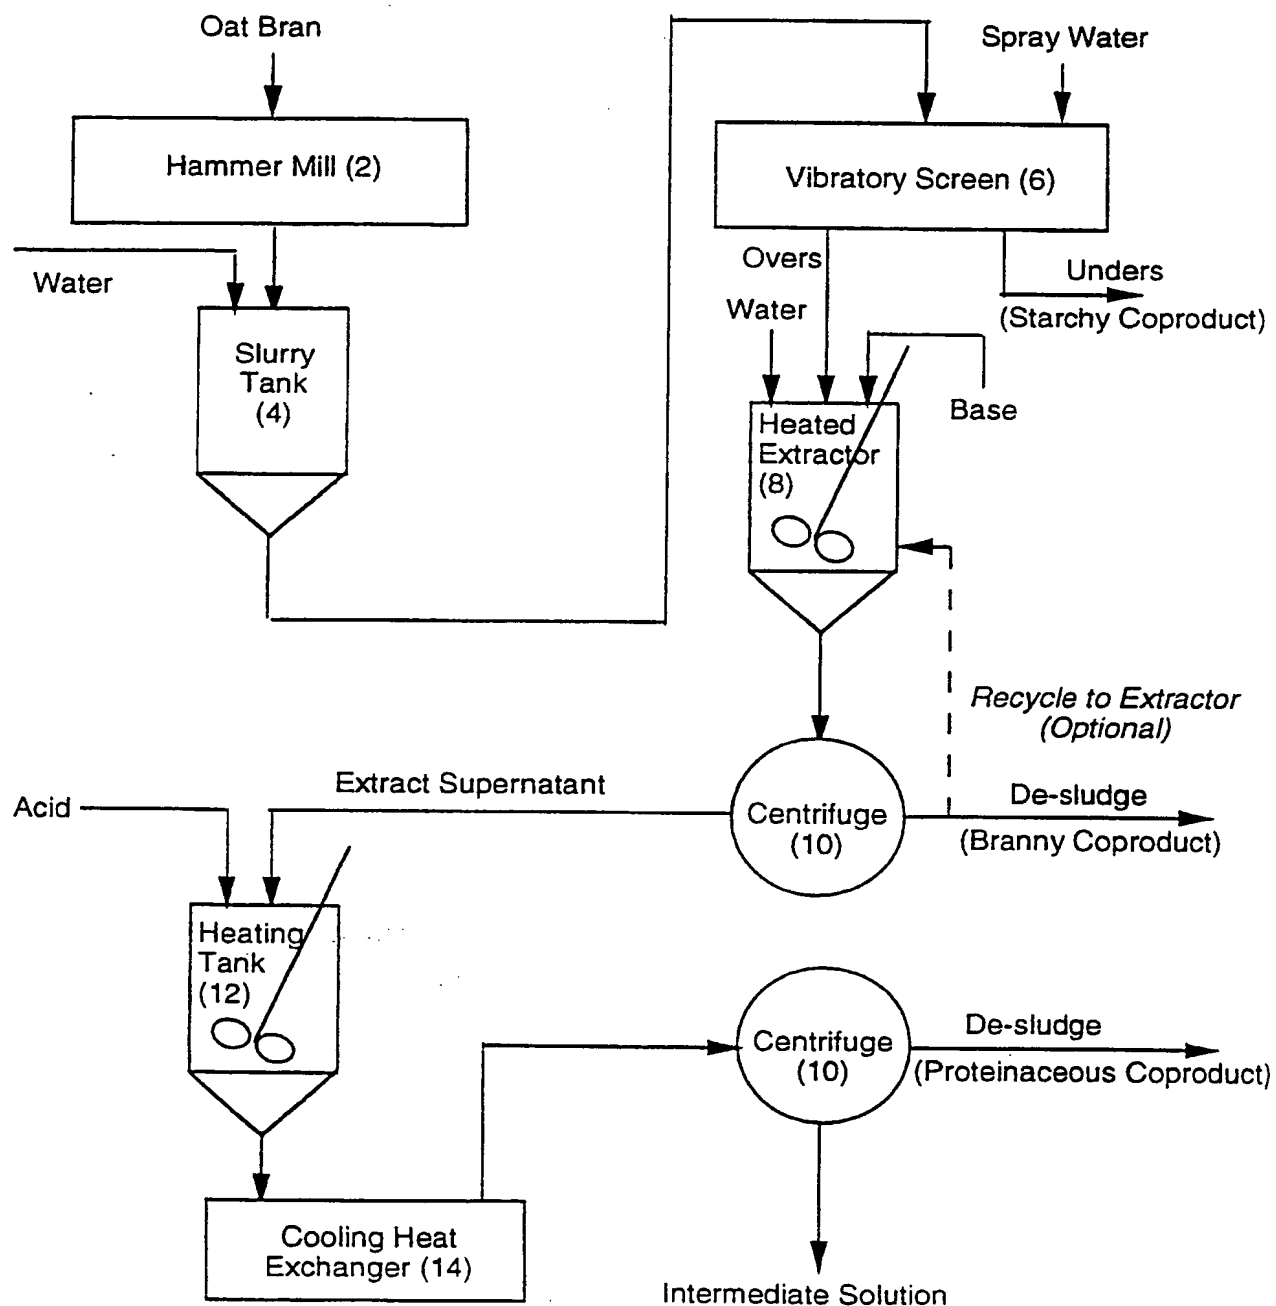 Oat Bran
Spray Water
Hammer Mill (2)
Vibratory Screen (6)
Water
Overs
Unders
(Starchy Coproduct)
Water
Slurry
Tank
(4)
Base
Heated
Extractor
(8)
Recycle to Extractor
(Optional)
Extract Supernatant
Acid
Centrifuge
(10)
De-sludge
(Branny Coproduct)
Heating
Tank
(12)
Centrifuge
(10)
De-sludge
(Proteinaceous Coproduct)
Cooling Heat
Exchanger (14)
Intermediate Solution